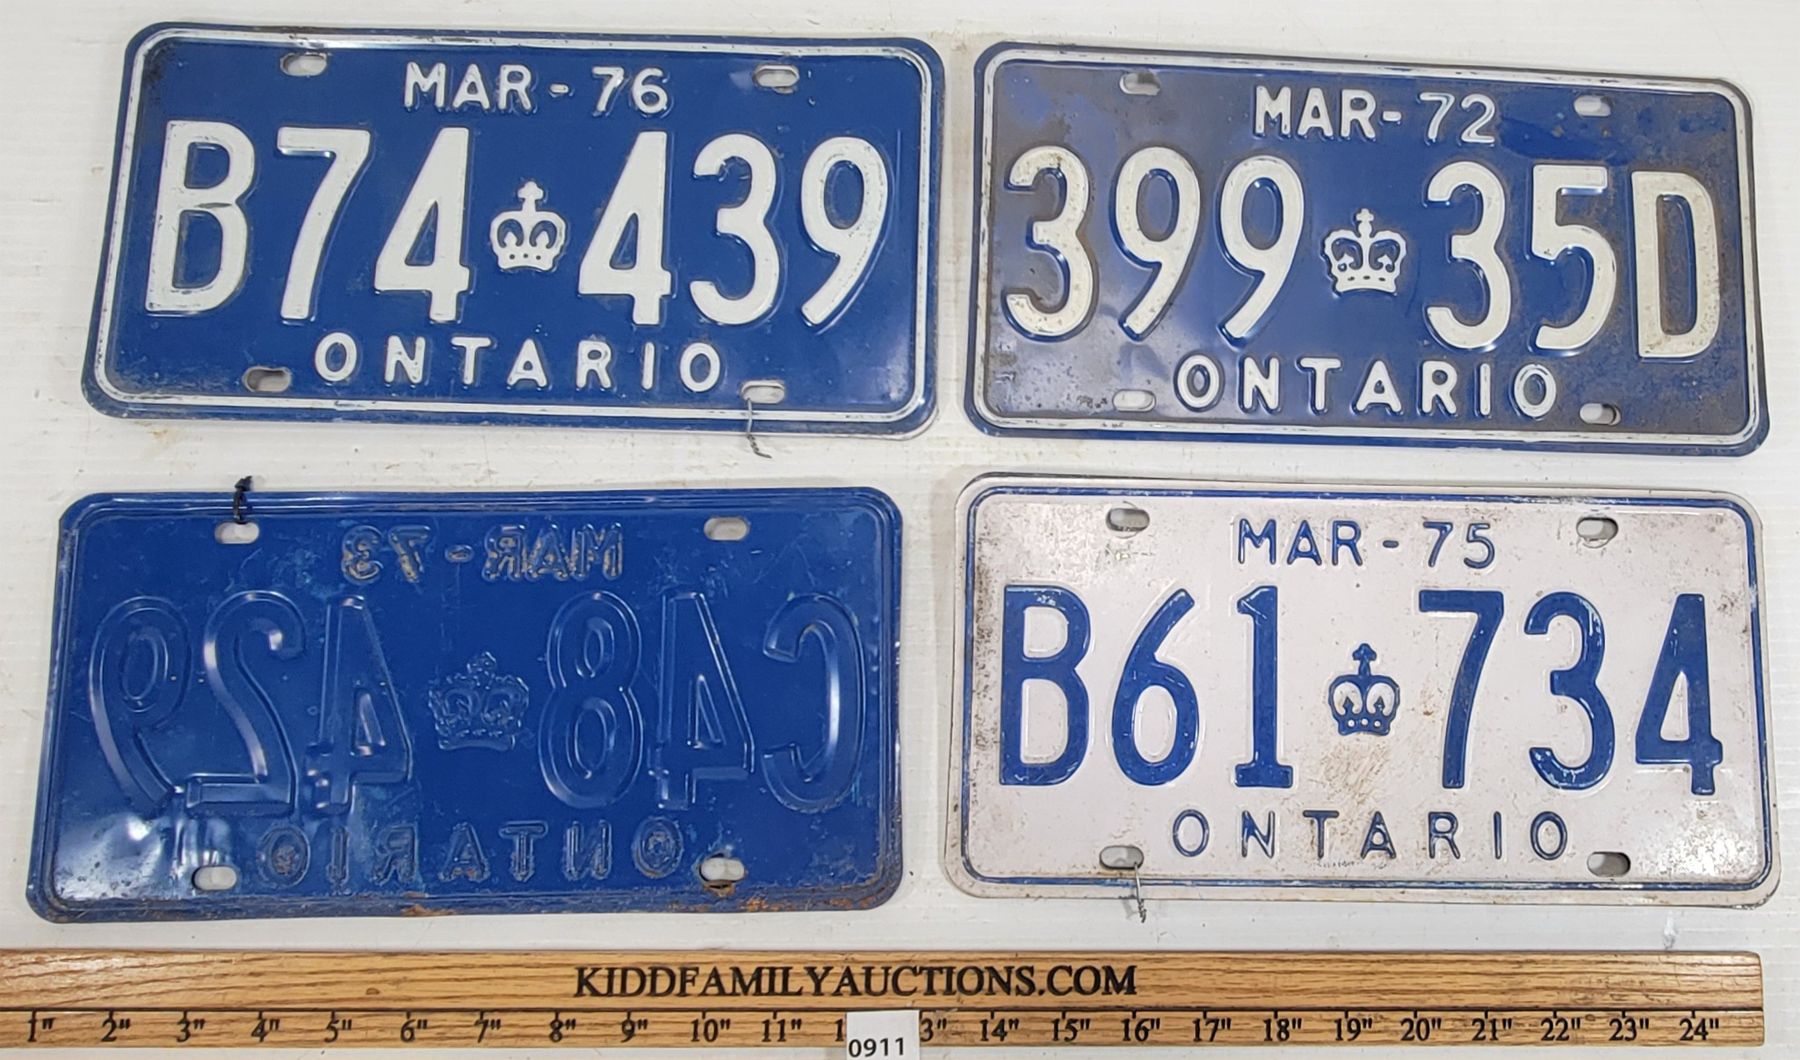 MAR - 76
B74 439
ONTARIO
MAR - 72
399 35D
ONTARIO
MAR - 73
C48 429
ONTARIO
MAR - 75
B61 734
ONTARIO
KIDDFAMILYAUCTIONS.COM
1" 2" 3" 4" 5" 6" 7" 8" 9" 10" 11" 1 3" 14" 15" 16" 17" 18" 19" 20" 21" 22" 23" 24"
0911